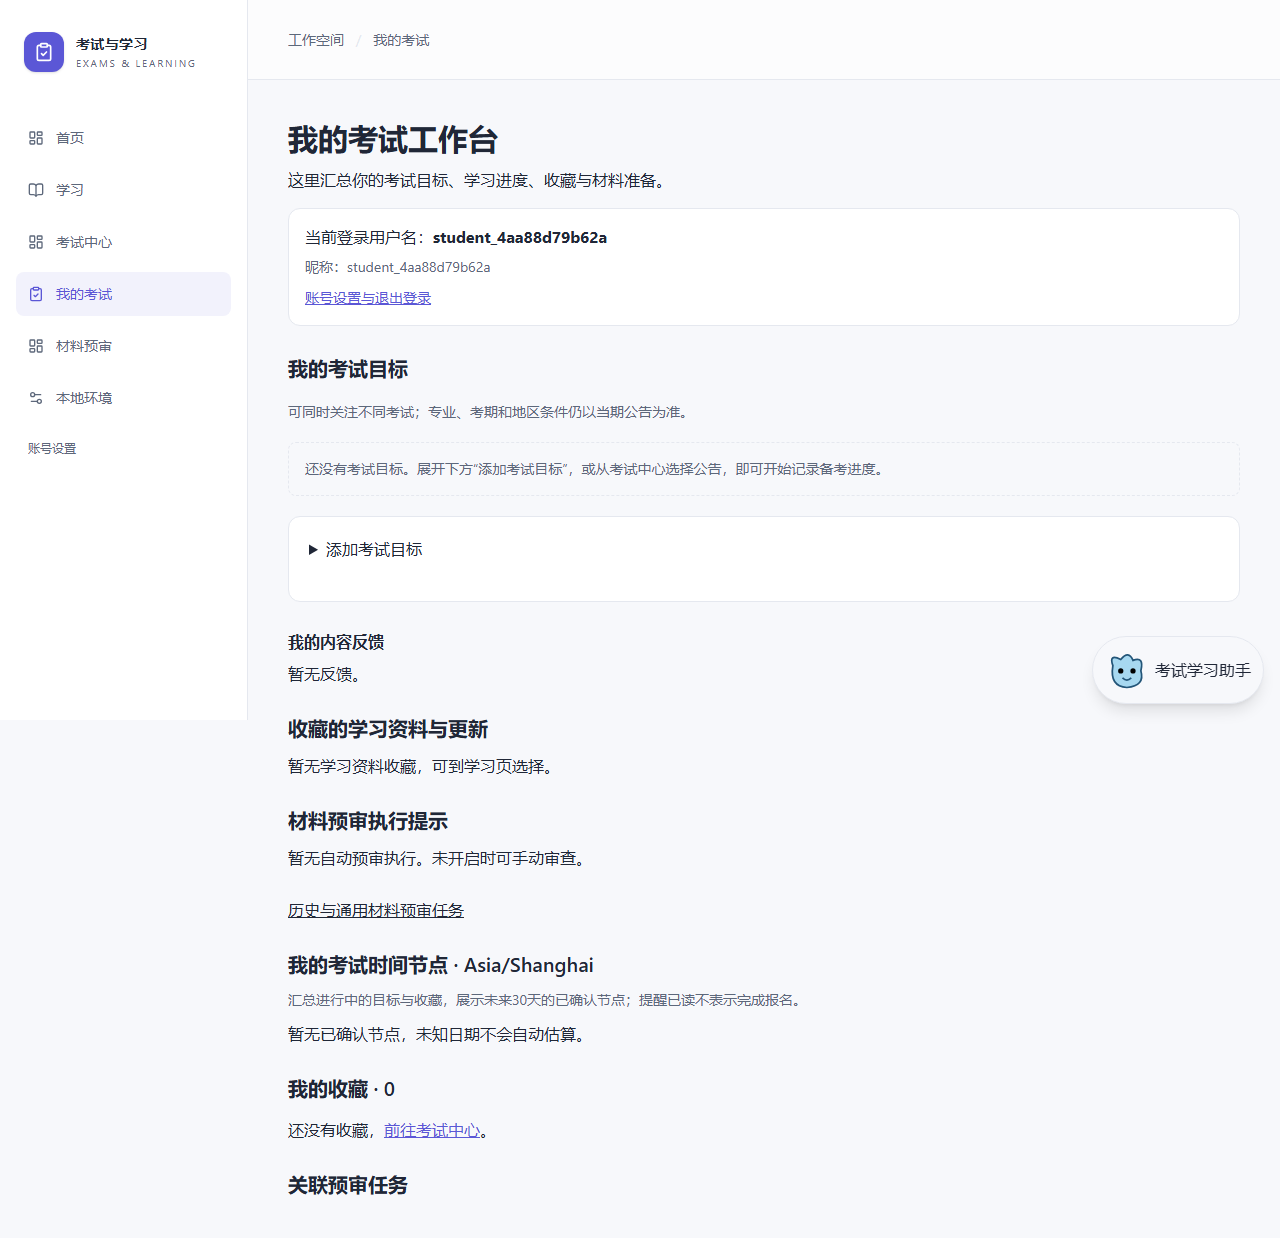 考试与学习
EXAMS & LEARNING
首页
学习
考试中心
我的考试
材料预审
本地环境
账号设置
工作空间 / 我的考试
我的考试工作台
这里汇总你的考试目标、学习进度、收藏与材料准备。
当前登录用户名：student_4aa88d79b62a
昵称：student_4aa88d79b62a
账号设置与退出登录
我的考试目标
可同时关注不同考试；专业、考期和地区条件仍以当期公告为准。
还没有考试目标。展开下方“添加考试目标”，或从考试中心选择公告，即可开始记录备考进度。
添加考试目标
我的内容反馈
暂无反馈。
考试学习助手
收藏的学习资料与更新
暂无学习资料收藏，可到学习页选择。
材料预审执行提示
暂无自动预审执行。未开启时可手动审查。
历史与通用材料预审任务
我的考试时间节点 · Asia/Shanghai
汇总进行中的目标与收藏，展示未来30天的已确认节点；提醒已读不表示完成报名。
暂无已确认节点，未知日期不会自动估算。
我的收藏 · 0
还没有收藏，前往考试中心。
关联预审任务